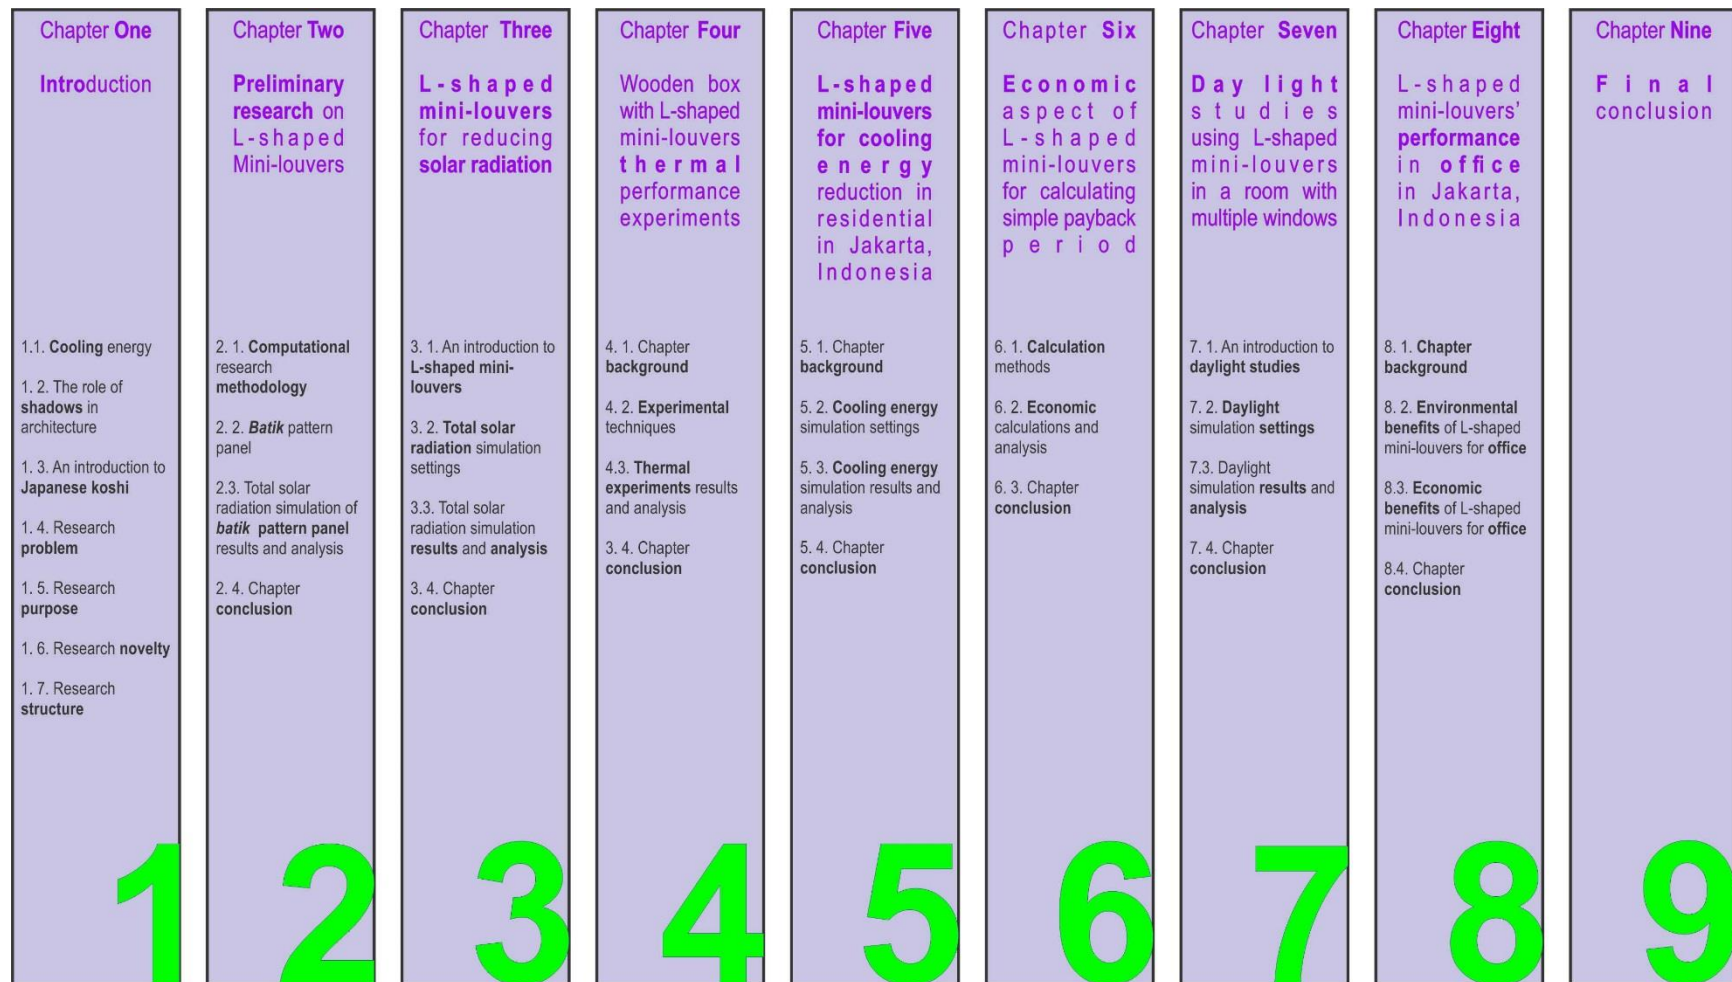 Chapter One
Introduction
1.1. Cooling energy
1. 2. The role of
shadows in
architecture
1. 3. An introduction to
Japanese koshi
1. 4. Research
problem
1. 5. Research
purpose
1. 6. Research novelty
1. 7. Research
structure
1
Chapter Two
Preliminary
research on
L-shaped
Mini-louvers
2. 1. Computational
research
methodology
2. 2. Batik pattern
panel
2.3. Total solar
radiation simulation of
batik pattern panel
results and analysis
2. 4. Chapter
conclusion
2
Chapter Three
L-shaped
mini-louvers
for reducing
solar radiation
3. 1. An introduction to
L-shaped mini-
louvers
3. 2. Total solar
radiation simulation
settings
3.3. Total solar
radiation simulation
results and analysis
3. 4. Chapter
conclusion
3
Chapter Four
Wooden box
with L-shaped
mini-louvers
thermal
performance
experiments
4. 1. Chapter
background
4. 2. Experimental
techniques
4.3. Thermal
experiments results
and analysis
3. 4. Chapter
conclusion
4
Chapter Five
L-shaped
mini-louvers
for cooling
energy
reduction in
residential
in Jakarta,
Indonesia
5. 1. Chapter
background
5. 2. Cooling energy
simulation settings
5. 3. Cooling energy
simulation results and
analysis
5. 4. Chapter
conclusion
5
Chapter Six
Economic
aspect of
L-shaped
mini-louvers
for calculating
simple payback
period
6. 1. Calculation
methods
6. 2. Economic
calculations and
analysis
6. 3. Chapter
conclusion
6
Chapter Seven
Day light
studies
using L-shaped
mini-louvers
in a room with
multiple windows
7. 1. An introduction to
daylight studies
7. 2. Daylight
simulation settings
7.3. Daylight
simulation results and
analysis
7. 4. Chapter
conclusion
7
Chapter Eight
L-shaped
mini-louvers'
performance
in office
in Jakarta,
Indonesia
8. 1. Chapter
background
8. 2. Environmental
benefits of L-shaped
mini-louvers for office
8.3. Economic
benefits of L-shaped
mini-louvers for office
8.4. Chapter
conclusion
8
Chapter Nine
Final
conclusion
9